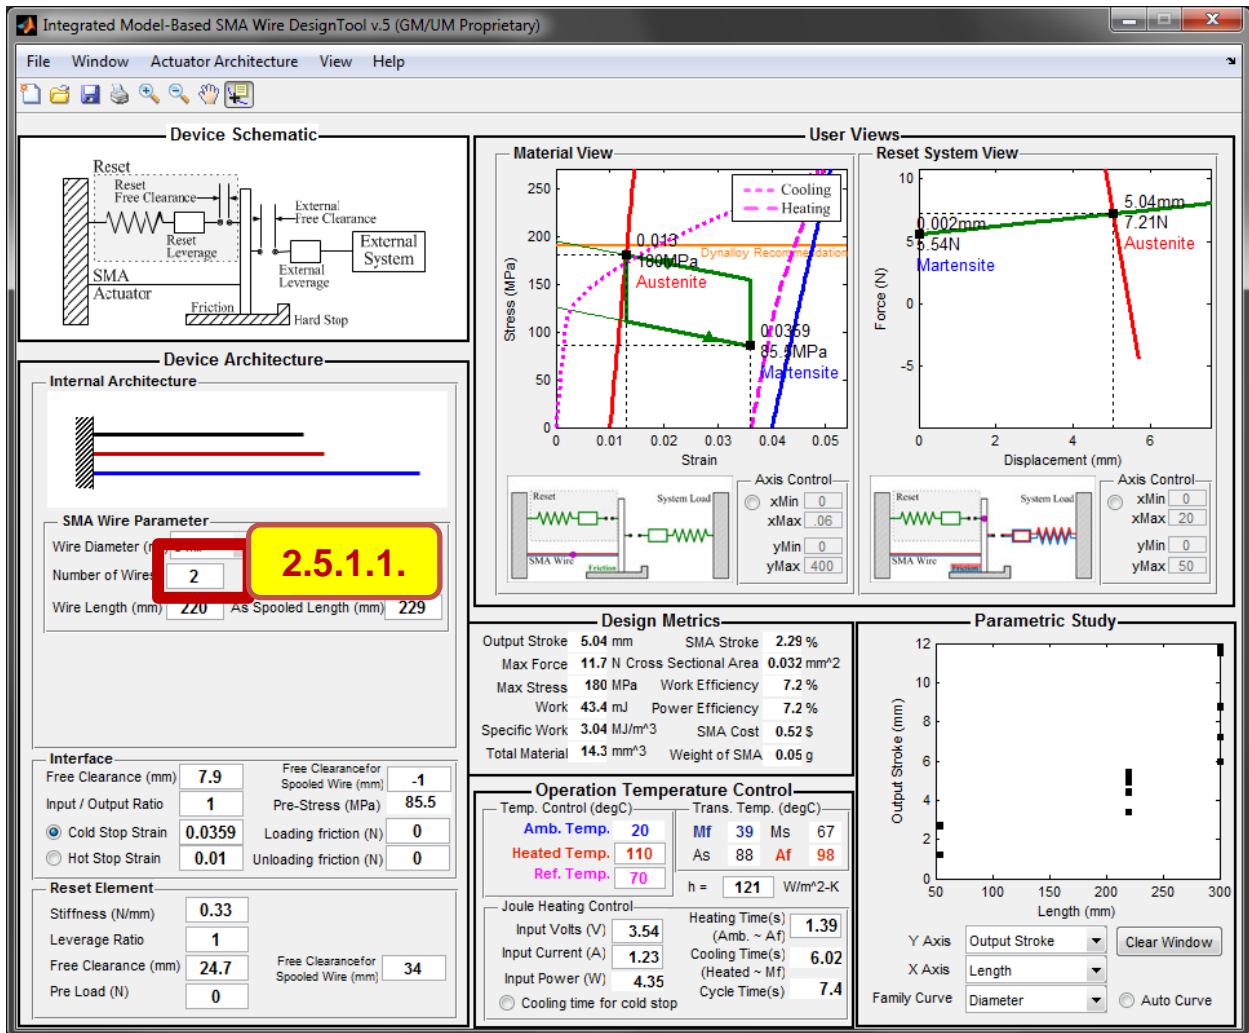 Integrated Model-Based SMA Wire DesignTool v.5 (GM/UM Proprietary)
File Window Actuator Architecture View Help
Device Schematic
Reset
Reset
Free Clearance
External
Free Clearance
Reset
Leverage
External
System
External
Leverage
SMA
Actuator
Friction
Hard Stop
Device Architecture
Internal Architecture
SMA Wire Parameter
Wire Diameter
Number of Wires 2
2.5.1.1.
Wire Length (mm) 220 As Spooled Length (mm) 229
Interface
Free Clearance (mm) 7.9
Free Clearancefor
Spooled Wire (mm) -1
Input / Output Ratio 1
Pre-Stress (MPa) 85.5
Cold Stop Strain 0.0359
Loading friction (N) 0
Hot Stop Strain 0.01
Unloading friction (N) 0
Reset Element
Stiffness (N/mm) 0.33
Leverage Ratio 1
Free Clearance (mm) 24.7
Free Clearancefor
Spooled Wire (mm) 34
Pre Load (N) 0
User Views
Material View
250
200
150
100
50
0
Stress (MPa)
Cooling
Heating
0.013
180MPa
Austenite
Dynalloy Recommendation
0.0359
85.5MPa
Martensite
0 0.01 0.02 0.03 0.04 0.05
Strain
Reset
System Load
SMA Wire
Friction
Axis Control
xMin 0
xMax .06
yMin 0
yMax 400
Reset System View
10
5
0
-5
Force (N)
0.002mm
5.54N
Martensite
5.04mm
7.21N
Austenite
0 2 4 6
Displacement (mm)
Reset
System Load
SMA Wire
Friction
Axis Control
xMin 0
xMax 20
yMin 0
yMax 50
Design Metrics
Output Stroke 5.04 mm SMA Stroke 2.29 %
Max Force 11.7 N Cross Sectional Area 0.032 mm^2
Max Stress 180 MPa Work Efficiency 7.2 %
Work 43.4 mJ Power Efficiency 7.2 %
Specific Work 3.04 MJ/m^3 SMA Cost 0.52 $
Total Material 14.3 mm^3 Weight of SMA 0.05 g
Operation Temperature Control
Temp. Control (degC)
Amb. Temp. 20
Heated Temp. 110
Ref. Temp. 70
Trans. Temp. (degC)
Mf 39 Ms 67
As 88 Af 98
h = 121 W/m^2-K
Joule Heating Control
Input Volts (V) 3.54
Input Current (A) 1.23
Input Power (W) 4.35
Cooling time for cold stop
Heating Time(s)
(Amb. ~ Af) 1.39
Cooling Time(s)
(Heated ~ Mf) 6.02
Cycle Time(s) 7.4
Parametric Study
12
10
8
6
4
2
0
Output Stroke (mm)
50 100 150 200 250 300
Length (mm)
Y Axis Output Stroke Clear Window
X Axis Length
Family Curve Diameter Auto Curve